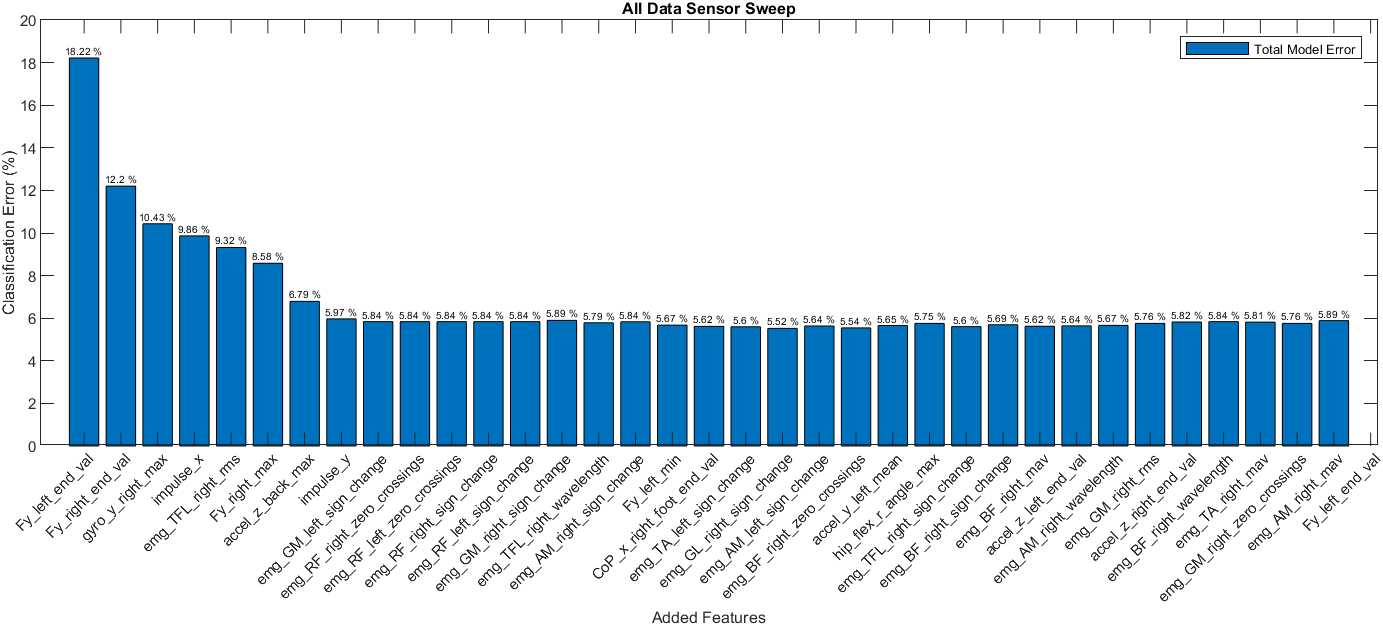 All Data Sensor Sweep
Total Model Error
Classification Error (%)
20
18
16
14
12
10
8
6
4
2
0
18.22 %
12.2 %
10.43 %
9.86 %
9.32 %
8.58 %
6.79 %
5.97 %
5.84 %
5.84 %
5.84 %
5.84 %
5.84 %
5.89 %
5.79 %
5.84 %
5.67 %
5.62 %
5.6 %
5.52 %
5.64 %
5.54 %
5.65 %
5.75 %
5.6 %
5.69 %
5.62 %
5.64 %
5.67 %
5.76 %
5.82 %
5.84 %
5.81 %
5.76 %
5.89 %
Fy_left_end_val
Fy_right_end_val
gyro_y_right_max
impulse_x
emg_TFL_right_rms
Fy_right_max
accel_z_back_max
impulse_y
emg_GM_left_sign_change
emg_RF_right_zero_crossings
emg_RF_left_zero_crossings
emg_RF_right_sign_change
emg_RF_left_sign_change
emg_GM_right_sign_change
emg_TFL_right_wavelength
emg_AM_right_sign_change
Fy_left_min
CoP_x_right_foot_end_val
emg_TA_left_sign_change
emg_GL_right_sign_change
emg_AM_left_sign_change
emg_BF_right_zero_crossings
accel_y_left_mean
hip_flex_r_angle_max
emg_TFL_right_sign_change
emg_BF_right_sign_change
emg_BF_right_mav
accel_z_left_end_val
emg_AM_right_wavelength
emg_GM_right_rms
accel_z_right_end_val
emg_BF_right_wavelength
emg_TA_right_mav
emg_GM_right_zero_crossings
emg_AM_right_mav
Fy_left_end_val
Added Features